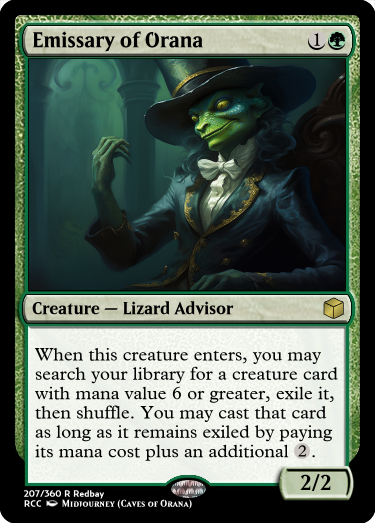 Emissary of Orana 1
Creature — Lizard Advisor
When this creature enters, you may
search your library for a creature card
with mana value 6 or greater, exile it,
then shuffle. You may cast that card
as long as it remains exiled by paying
its mana cost plus an additional 2.
2/2
207/360 R Redbay
RCC MIDJOURNEY (CAVES OF ORANA)